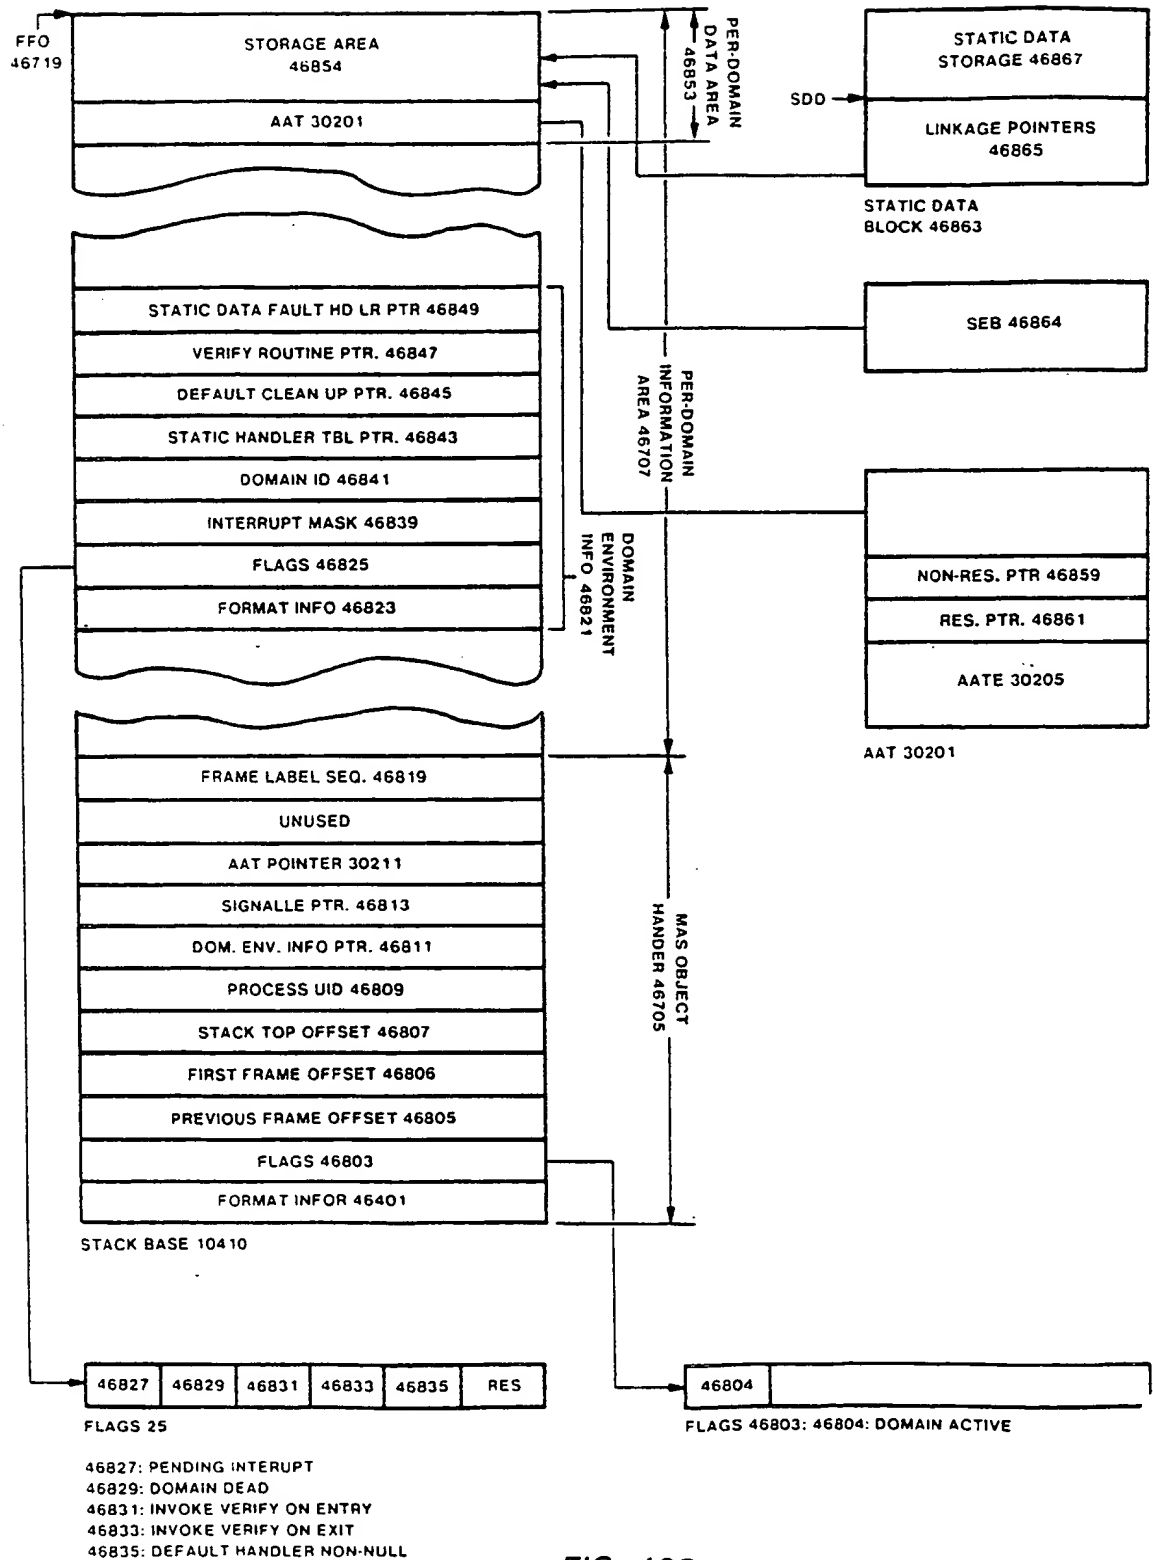 FFO
46719
STORAGE AREA
46854
AAT 30201
PER-DOMAIN
DATA AREA
46853
STATIC DATA
STORAGE 46867
SDO
LINKAGE POINTERS
46865
STATIC DATA
BLOCK 46863
STATIC DATA FAULT HD LR PTR 46849
VERIFY ROUTINE PTR. 46847
DEFAULT CLEAN UP PTR. 46845
STATIC HANDLER TBL PTR. 46843
DOMAIN ID 46841
INTERRUPT MASK 46839
FLAGS 46825
FORMAT INFO 46823
DOMAIN
ENVIRONMENT
INFO 46821
PER-DOMAIN
INFORMATION
AREA 46707
SEB 46864
NON-RES. PTR 46859
RES. PTR. 46861
AATE 30205
AAT 30201
FRAME LABEL SEQ. 46819
UNUSED
AAT POINTER 30211
SIGNALLE PTR. 46813
DOM. ENV. INFO PTR. 46811
PROCESS UID 46809
STACK TOP OFFSET 46807
FIRST FRAME OFFSET 46806
PREVIOUS FRAME OFFSET 46805
FLAGS 46803
FORMAT INFOR 46401
MAS OBJECT
HANDER 46705
STACK BASE 10410
46827 46829 46831 46833 46835 RES
FLAGS 25
46804
FLAGS 46803: 46804: DOMAIN ACTIVE
46827: PENDING INTERUPT
46829: DOMAIN DEAD
46831: INVOKE VERIFY ON ENTRY
46833: INVOKE VERIFY ON EXIT
46835: DEFAULT HANDLER NON-NULL